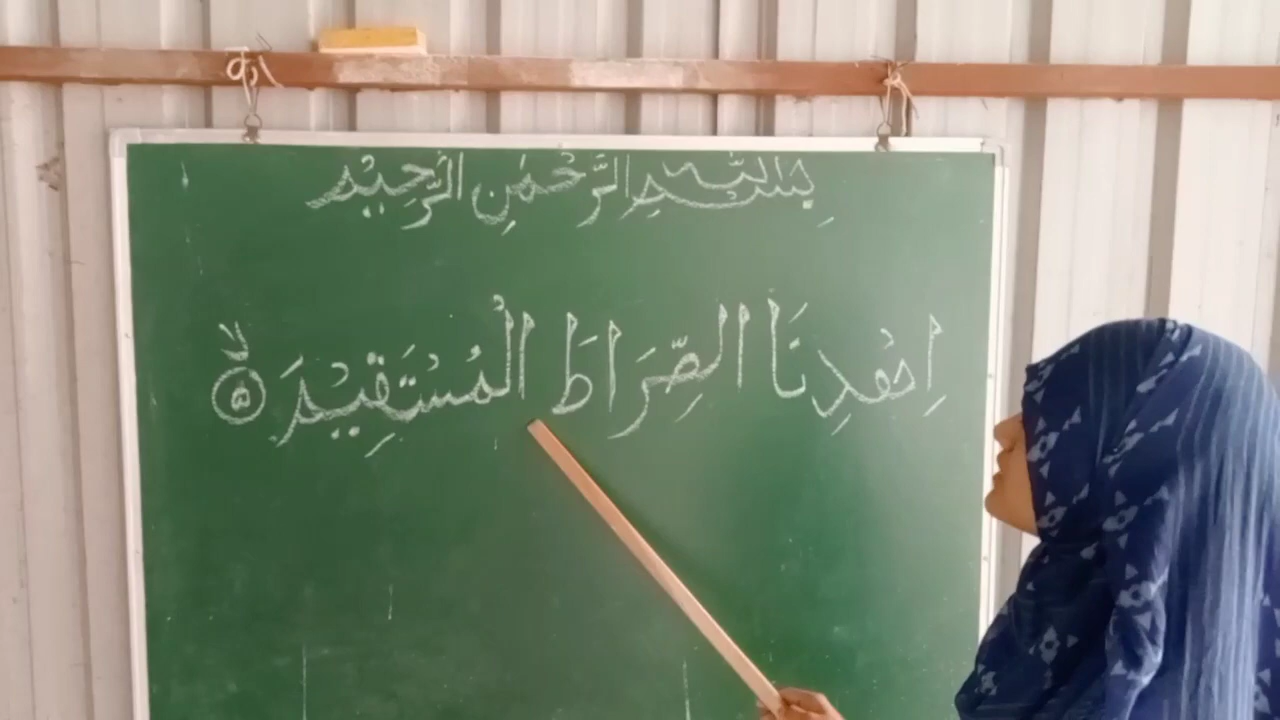 بِسْمِ اللّٰهِ الرَّحْمٰنِ الرَّحِيْمِ
اِهْدِنَا الصِّرَاطَ الْمُسْتَقِيْمَ ۙ﴿۵﴾